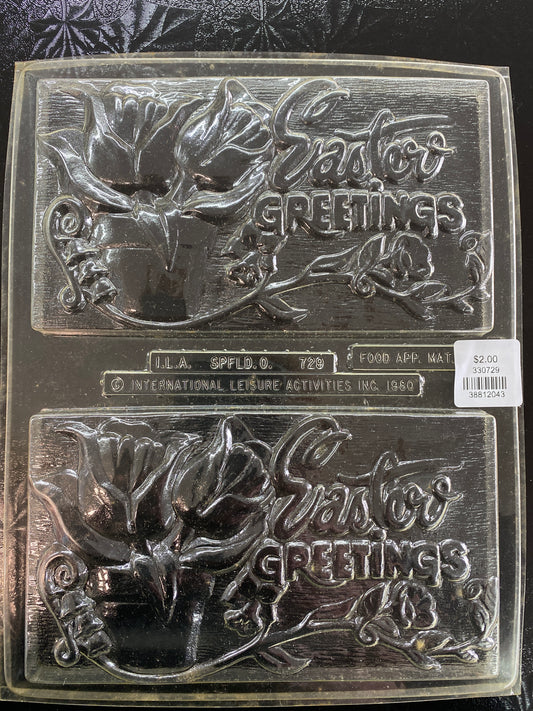 Easter
GREETINGS
I.L.A. SPFLD. O. 729
FOOD APP. MAT.
© INTERNATIONAL LEISURE ACTIVITIES INC. 1980
$2.00
330729
38812043
Easter
GREETINGS